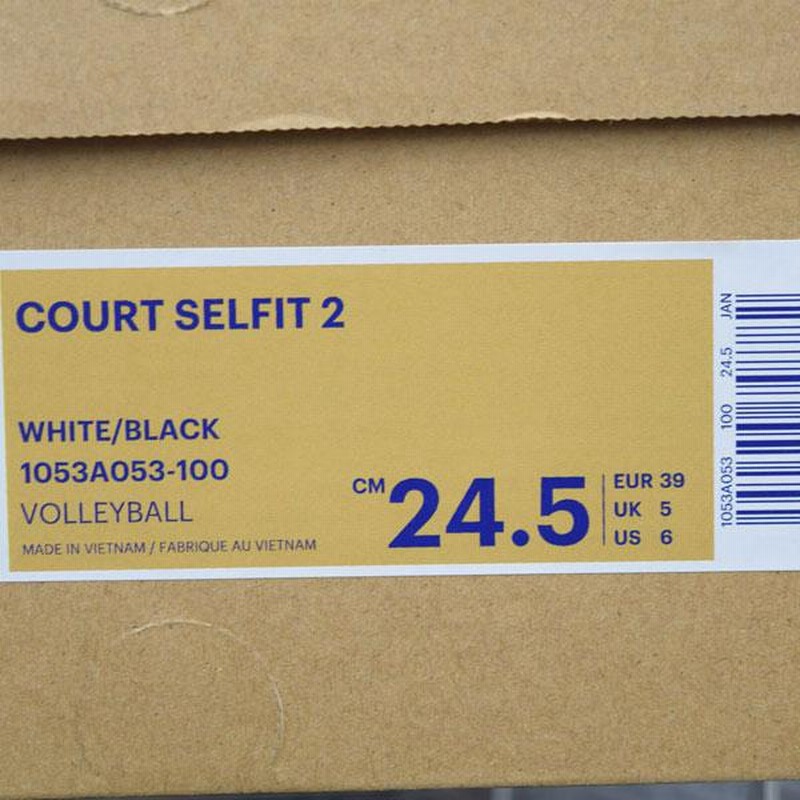 COURT SELFIT 2
WHITE/BLACK
1053A053-100
VOLLEYBALL
MADE IN VIETNAM / FABRIQUE AU VIETNAM
CM 24.5
EUR 39
UK 5
US 6
1053A053 100 24.5 JAN